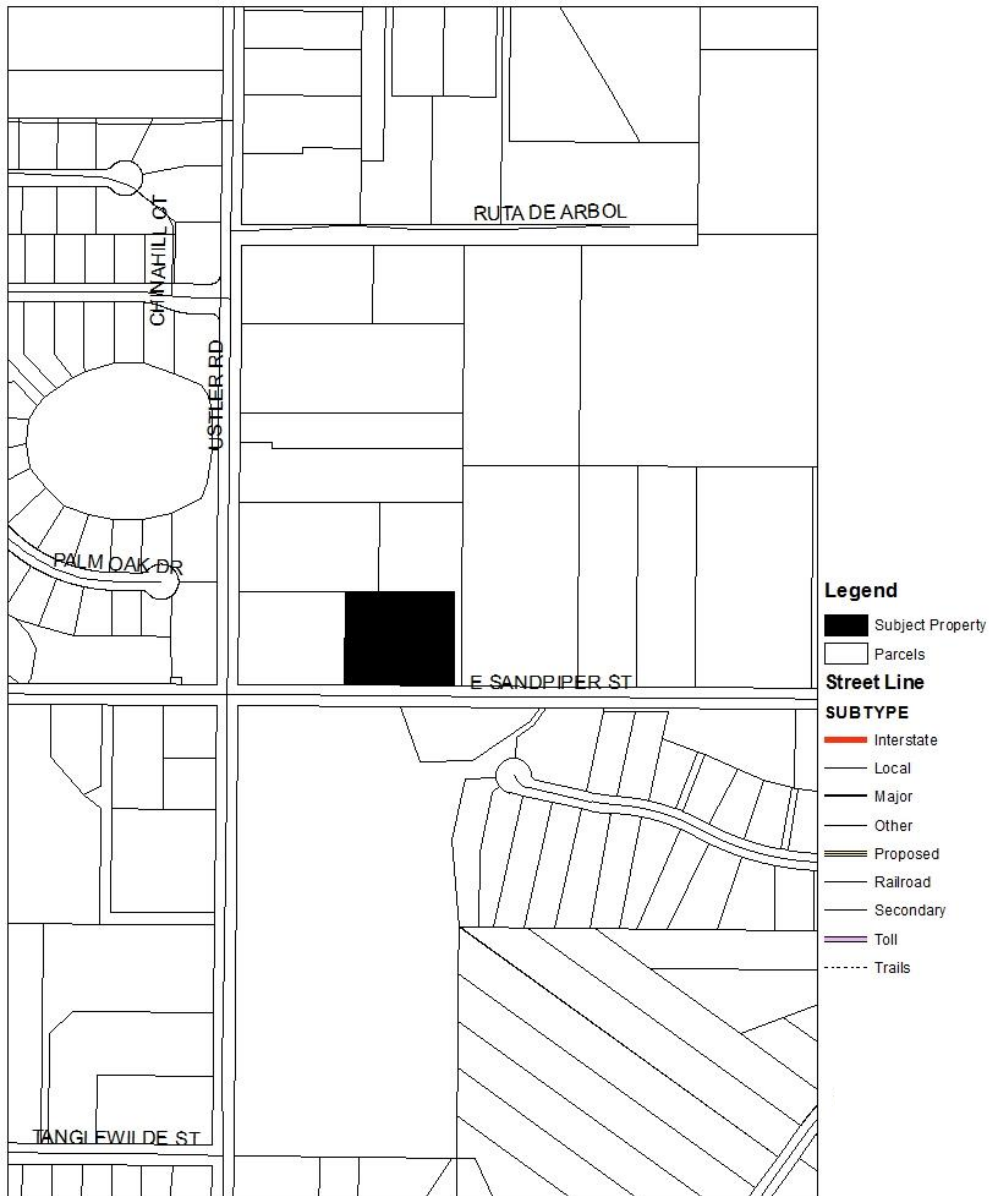 RUTA DE ARBOL
CHINAHILL CT
USTLER RD
PALM OAK DR
E SANDPIPER ST
TANGLEWILDE ST
Legend
Subject Property
Parcels
Street Line
SUBTYPE
Interstate
Local
Major
Other
Proposed
Railroad
Secondary
Toll
Trails